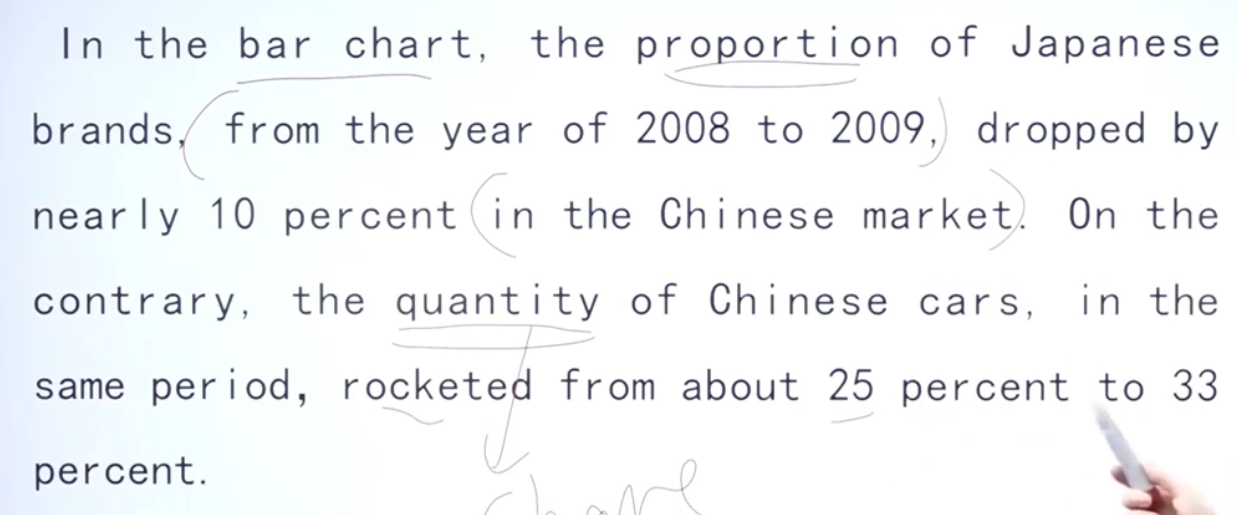 In the bar chart, the proportion of Japanese
brands, from the year of 2008 to 2009, dropped by
nearly 10 percent in the Chinese market. On the
contrary, the quantity of Chinese cars, in the
same period, rocketed from about 25 percent to 33
percent.
share